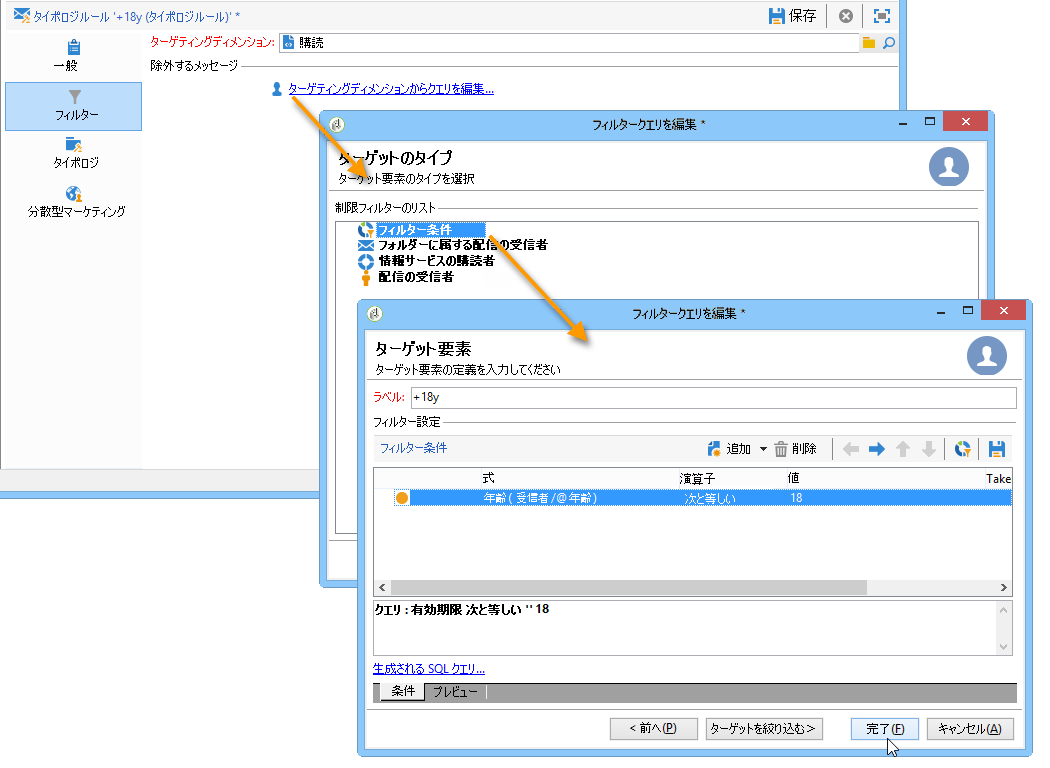 タイポロジルール '+18y (タイポロジルール)' *
保存
一般
フィルター
タイポロジ
分散型マーケティング
ターゲティングディメンション:
購読
除外するメッセージ
ターゲティングディメンションからクエリを編集...
フィルタークエリを編集 *
ターゲットのタイプ
ターゲット要素のタイプを選択
制限フィルターのリスト
フィルター条件
フォルダーに属する配信の受信者
情報サービスの購読者
配信の受信者
フィルタークエリを編集 *
ターゲット要素
ターゲット要素の定義を入力してください
ラベル: +18y
フィルター設定
フィルター条件 追加 削除
式 演算子 値 Take
年齢 ( 受信者 /@ 年齢 ) 次と等しい 18
クエリ : 有効期限 次と等しい '' 18
生成される SQL クエリ...
条件 プレビュー
< 前へ(P) ターゲットを絞り込む > 完了(F) キャンセル(A)